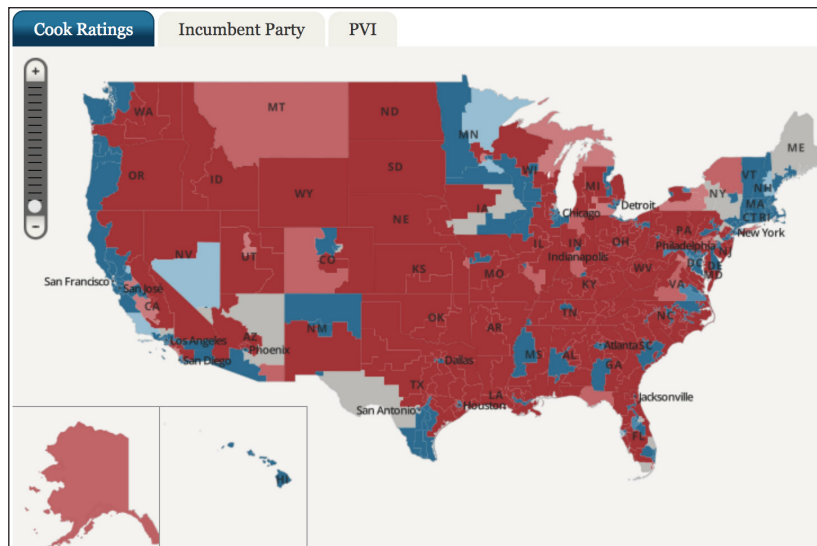 Cook Ratings
Incumbent Party
PVI
+
−
WA
MT
ND
MN
ME
OR
ID
SD
WI
MI
NY
VT
NH
MA
WY
IA
Chicago
Detroit
CT RI
NE
New York
NV
UT
CO
IL
IN
OH
PA
Philadelphia
NJ
Indianapolis
DC
DE
MD
San Francisco
San José
KS
MO
WV
KY
VA
CA
Los Angeles
AZ
NM
OK
AR
TN
NC
San Diego
Phoenix
Dallas
MS
AL
Atlanta
SC
GA
TX
LA
San Antonio
Houston
Jacksonville
FL
HI